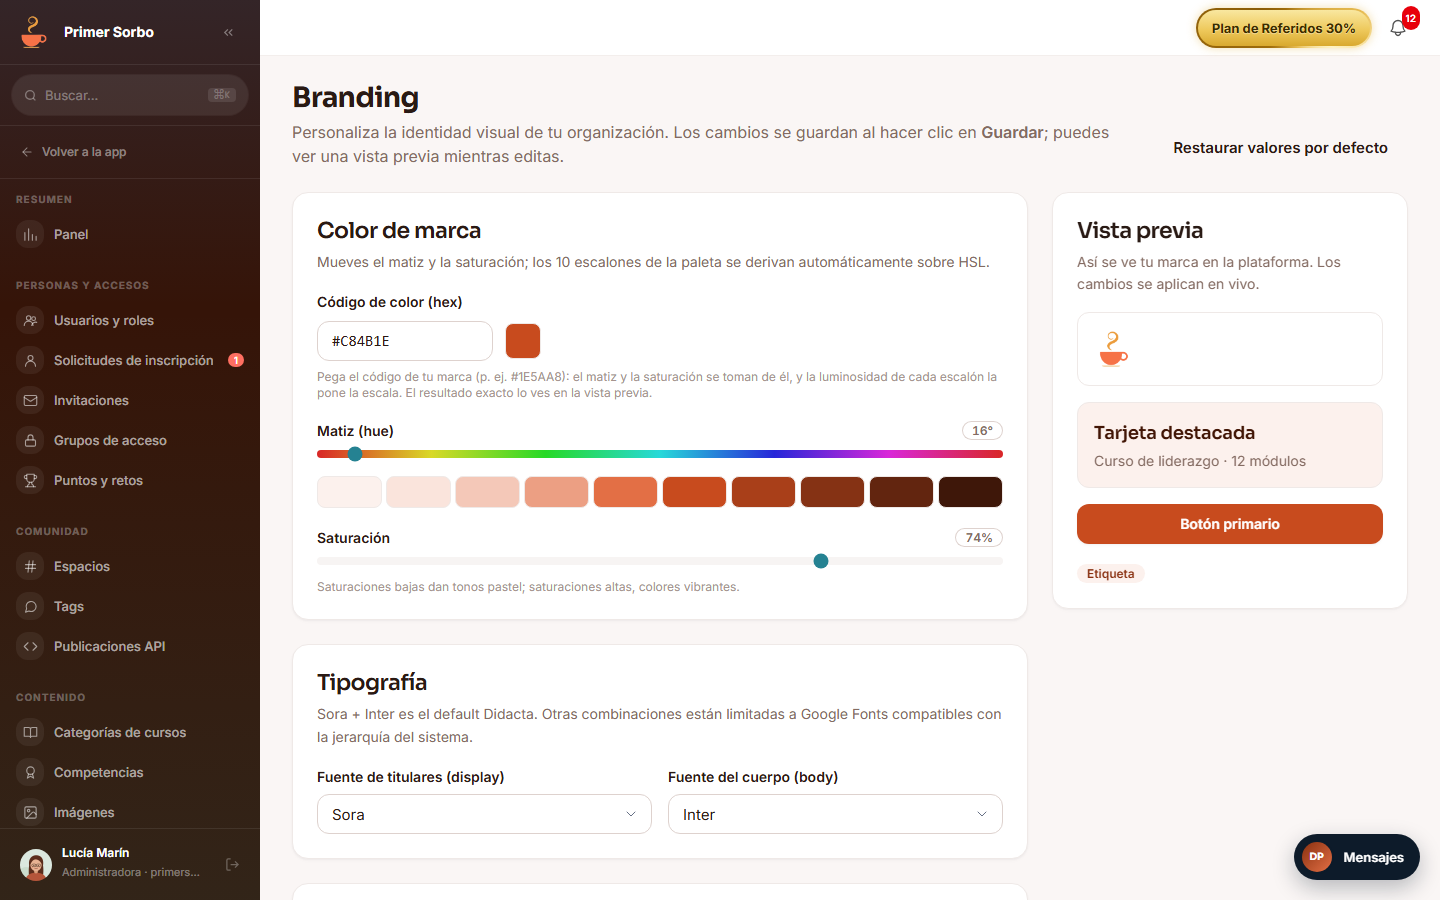 Primer Sorbo
Buscar...
⌘K
Volver a la app
RESUMEN
Panel
PERSONAS Y ACCESOS
Usuarios y roles
Solicitudes de inscripción 1
Invitaciones
Grupos de acceso
Puntos y retos
COMUNIDAD
Espacios
Tags
Publicaciones API
CONTENIDO
Categorías de cursos
Competencias
Imágenes
Lucía Marín
Administradora · primers...
Plan de Referidos 30%
12
Branding
Personaliza la identidad visual de tu organización. Los cambios se guardan al hacer clic en Guardar; puedes
ver una vista previa mientras editas.
Restaurar valores por defecto
Color de marca
Mueves el matiz y la saturación; los 10 escalones de la paleta se derivan automáticamente sobre HSL.
Código de color (hex)
#C84B1E
Pega el código de tu marca (p. ej. #1E5AA8): el matiz y la saturación se toman de él, y la luminosidad de cada escalón la
pone la escala. El resultado exacto lo ves en la vista previa.
Matiz (hue)
16°
Saturación
74%
Saturaciones bajas dan tonos pastel; saturaciones altas, colores vibrantes.
Tipografía
Sora + Inter es el default Didacta. Otras combinaciones están limitadas a Google Fonts compatibles con
la jerarquía del sistema.
Fuente de titulares (display)
Sora
Fuente del cuerpo (body)
Inter
Vista previa
Así se ve tu marca en la plataforma. Los
cambios se aplican en vivo.
Tarjeta destacada
Curso de liderazgo · 12 módulos
Botón primario
Etiqueta
DP
Mensajes